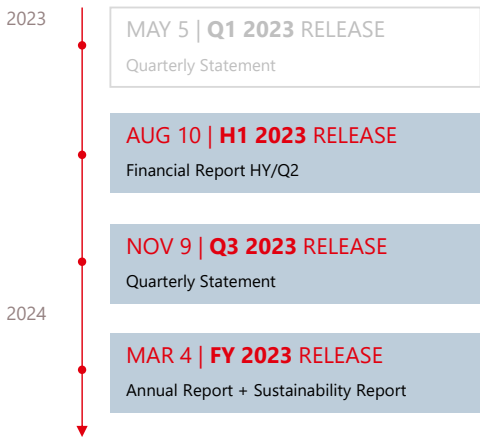 2023
MAY 5 | Q1 2023 RELEASE
Quarterly Statement
AUG 10 | H1 2023 RELEASE
Financial Report HY/Q2
NOV 9 | Q3 2023 RELEASE
Quarterly Statement
2024
MAR 4 | FY 2023 RELEASE
Annual Report + Sustainability Report